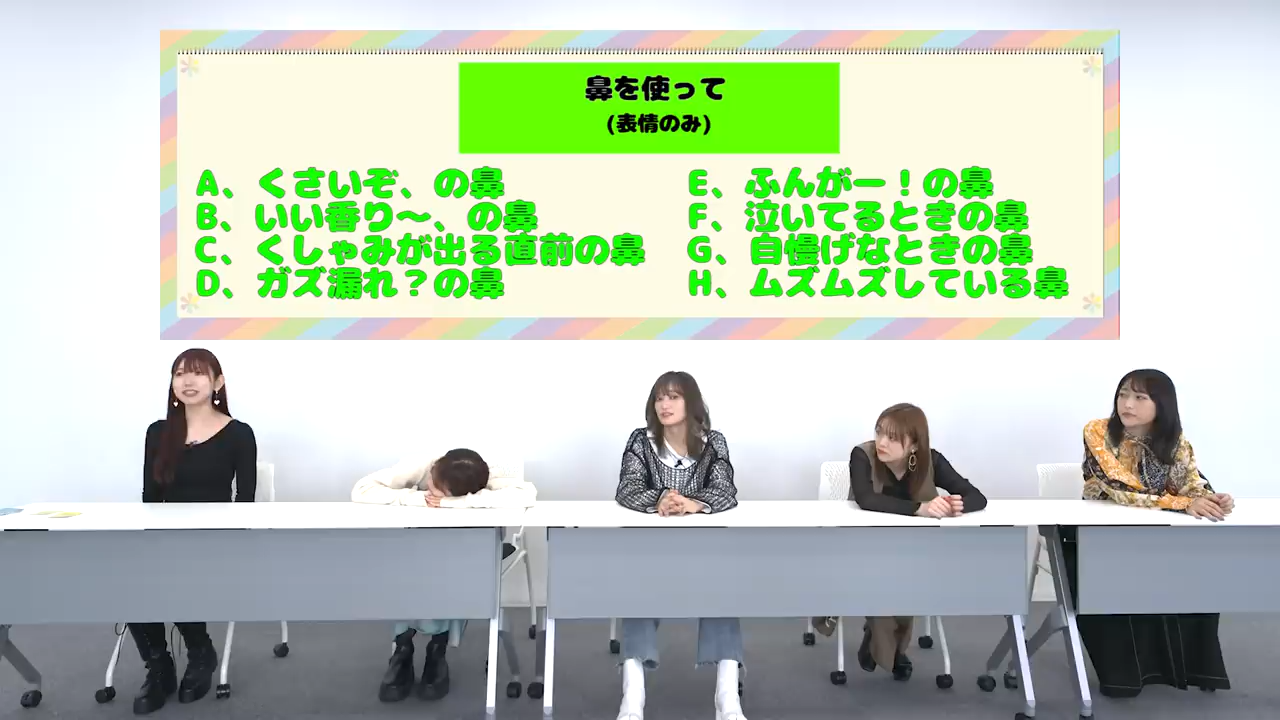 鼻を使って
(表情のみ)
A、くさいぞ、の鼻
B、いい香り〜、の鼻
C、くしゃみが出る直前の鼻
D、ガズ漏れ？の鼻
E、ふんがー！の鼻
F、泣いてるときの鼻
G、自慢げなときの鼻
H、ムズムズしている鼻